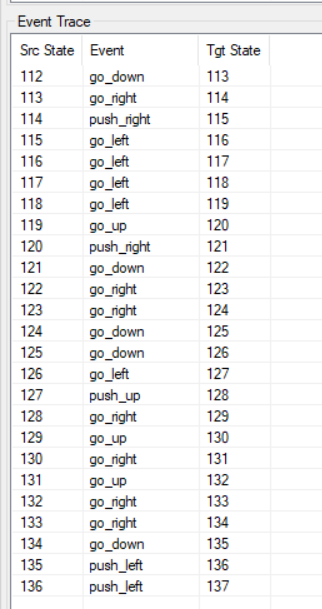 Event Trace
Src State Event Tgt State
112 go_down 113
113 go_right 114
114 push_right 115
115 go_left 116
116 go_left 117
117 go_left 118
118 go_left 119
119 go_up 120
120 push_right 121
121 go_down 122
122 go_right 123
123 go_right 124
124 go_down 125
125 go_down 126
126 go_left 127
127 push_up 128
128 go_right 129
129 go_up 130
130 go_right 131
131 go_up 132
132 go_right 133
133 go_right 134
134 go_down 135
135 push_left 136
136 push_left 137